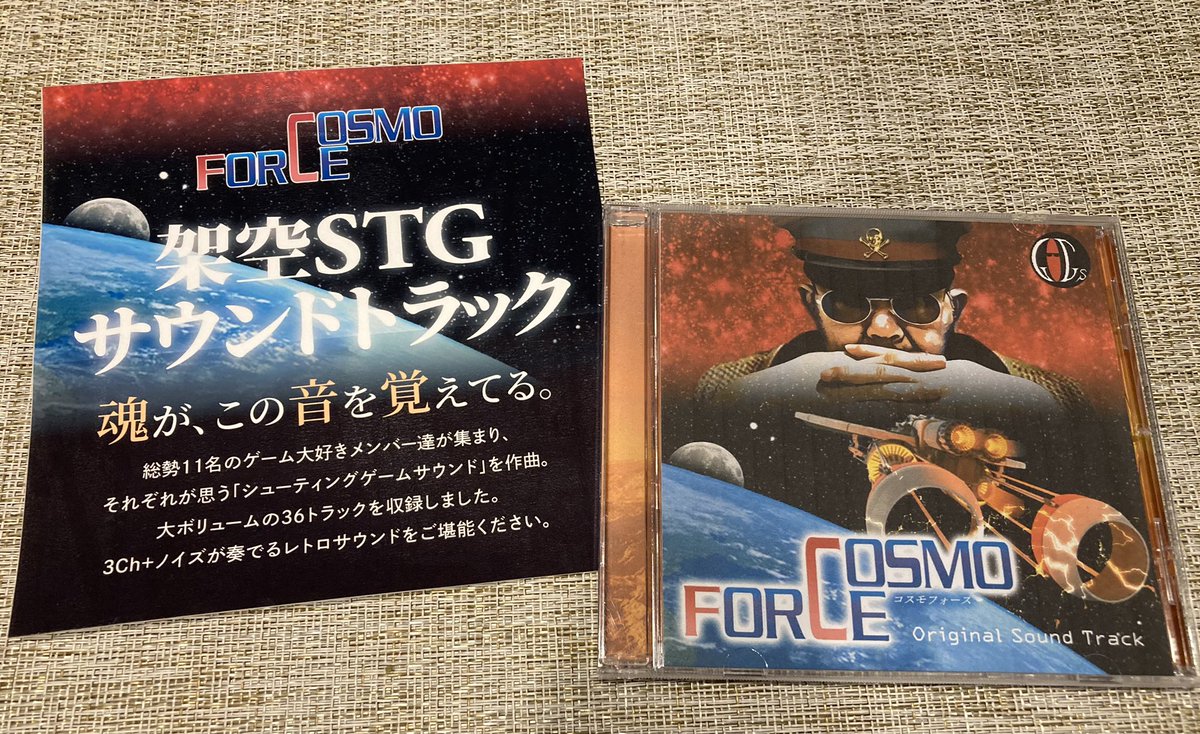 COSMO
FORCE
架空STG
サウンドトラック
魂が、この音を覚えてる。
総勢11名のゲーム大好きメンバー達が集まり、
それぞれが思う「シューティングゲームサウンド」を作曲。
大ボリュームの36トラックを収録しました。
3Ch+ノイズが奏でるレトロサウンドをご堪能ください。
COSMO
FORCE
コスモフォース
Original Sound Track